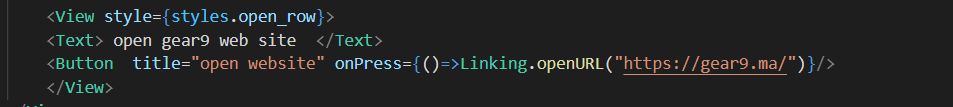 <View style={styles.open_row}>
<Text> open gear9 web site  </Text>
<Button  title="open website" onPress={()=>Linking.openURL("https://gear9.ma/")}/>
</View>